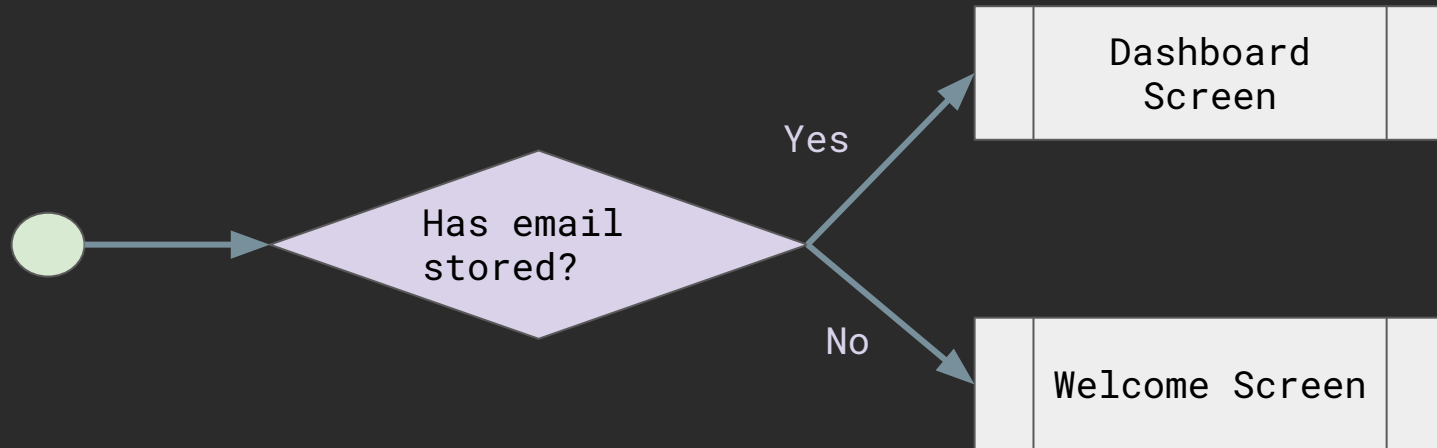 Has email
stored?
Yes
Dashboard
Screen
No
Welcome Screen